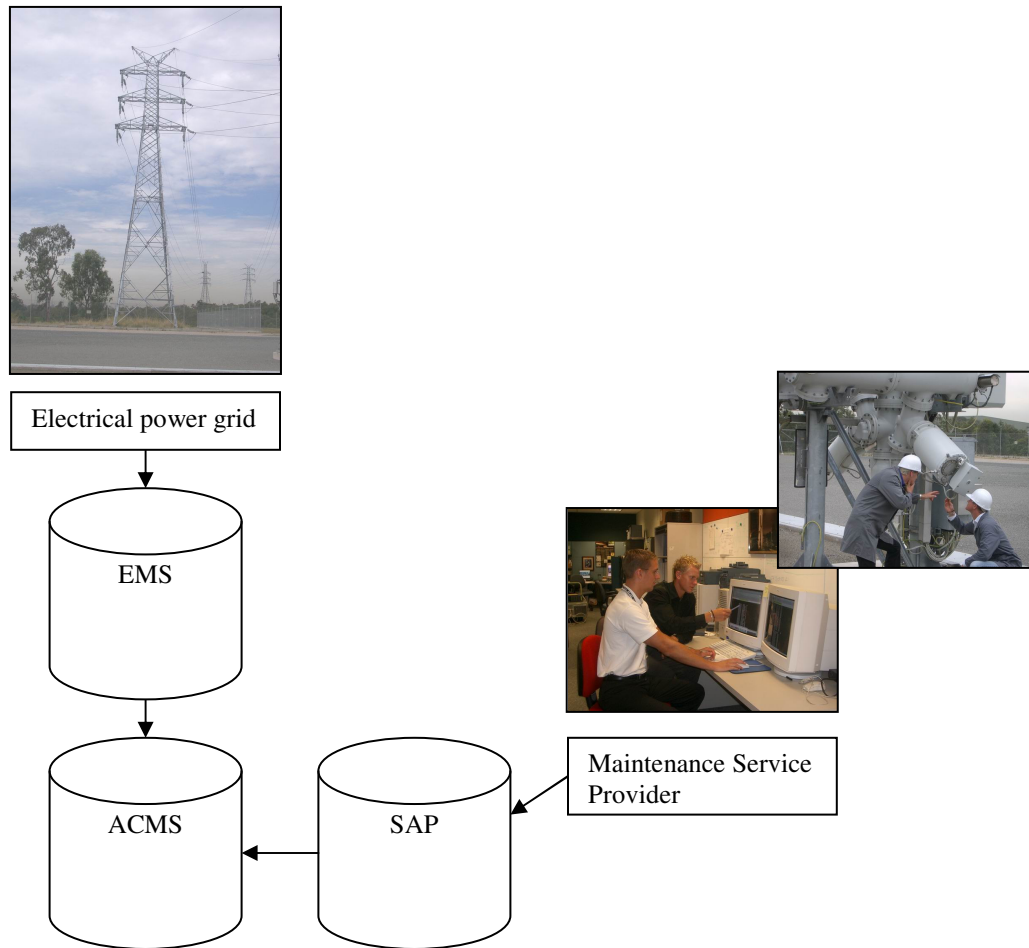 Electrical power grid
EMS
ACMS
SAP
Maintenance Service
Provider